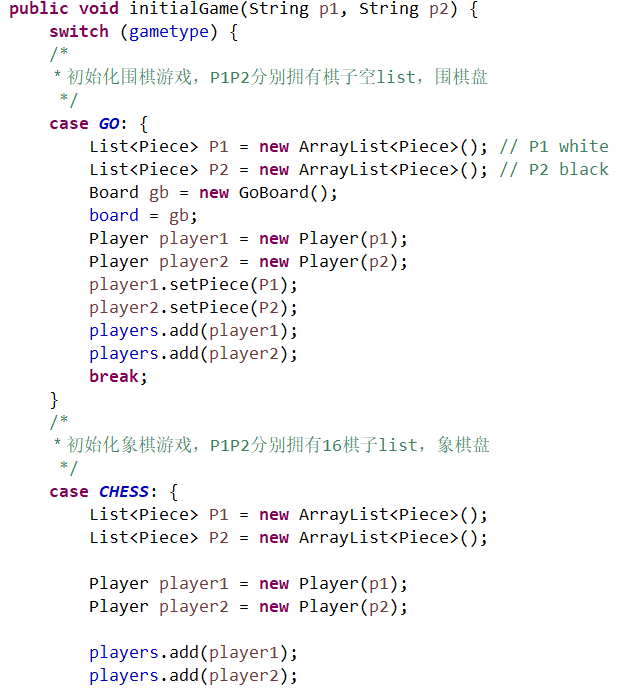 public void initialGame(String p1, String p2) {
    switch (gametype) {
    /*
     * 初始化围棋游戏，P1P2分别拥有棋子空list，围棋盘
     */
    case GO: {
        List<Piece> P1 = new ArrayList<Piece>(); // P1 white
        List<Piece> P2 = new ArrayList<Piece>(); // P2 black
        Board gb = new GoBoard();
        board = gb;
        Player player1 = new Player(p1);
        Player player2 = new Player(p2);
        player1.setPiece(P1);
        player2.setPiece(P2);
        players.add(player1);
        players.add(player2);
        break;
    }
    /*
     * 初始化象棋游戏，P1P2分别拥有16棋子list，象棋盘
     */
    case CHESS: {
        List<Piece> P1 = new ArrayList<Piece>();
        List<Piece> P2 = new ArrayList<Piece>();

        Player player1 = new Player(p1);
        Player player2 = new Player(p2);

        players.add(player1);
        players.add(player2);